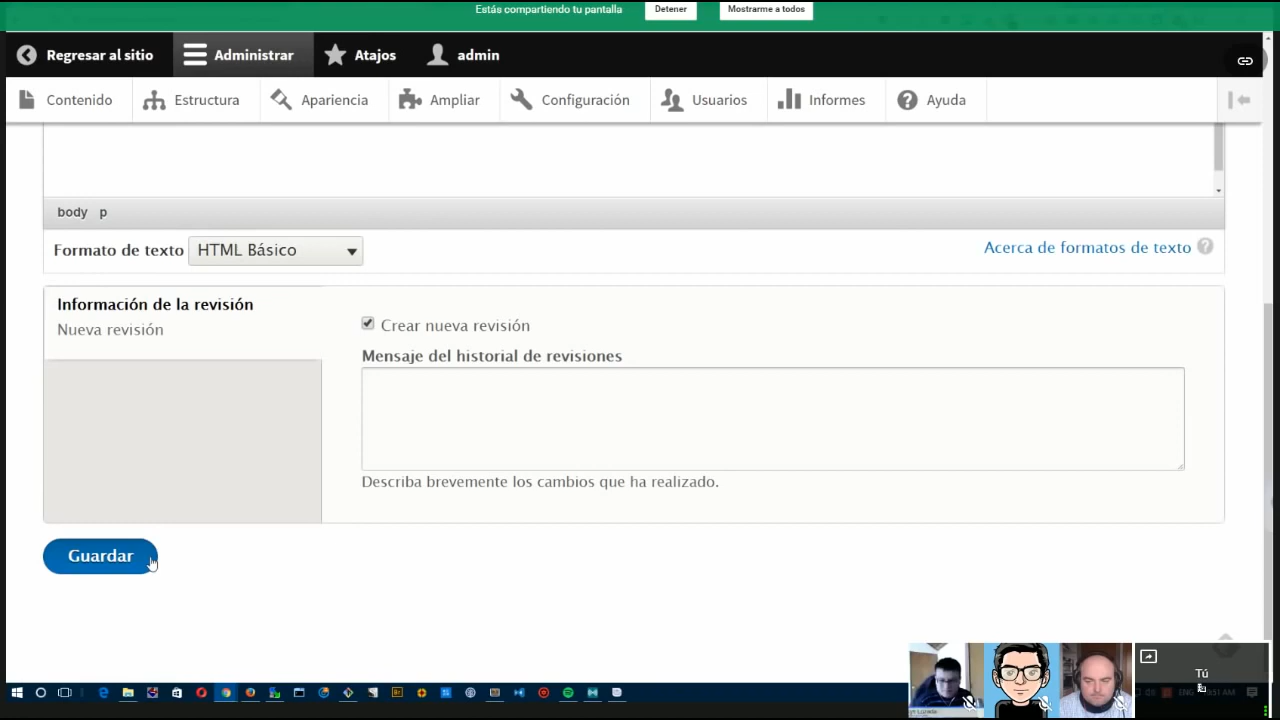 Estás compartiendo tu pantalla Detener Mostrarme a todos
Regresar al sitio Administrar Atajos admin
Contenido Estructura Apariencia Ampliar Configuración Usuarios Informes Ayuda
body p
Formato de texto HTML Básico Acerca de formatos de texto ?
Información de la revisión
Nueva revisión
Crear nueva revisión
Mensaje del historial de revisiones
Describa brevemente los cambios que ha realizado.
Guardar
Tú